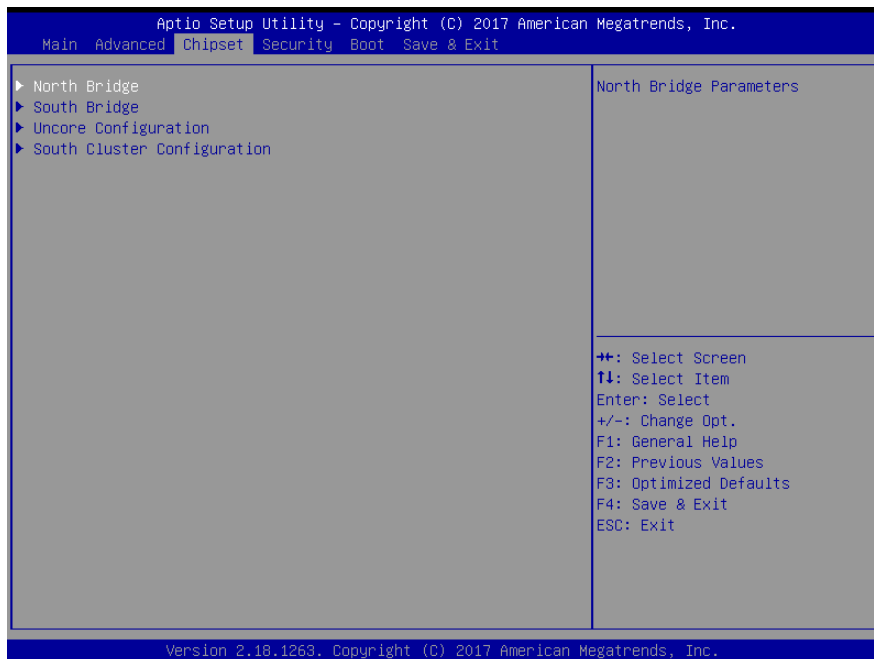 Aptio Setup Utility – Copyright (C) 2017 American Megatrends, Inc.
Main Advanced Chipset Security Boot Save & Exit
North Bridge
South Bridge
Uncore Configuration
South Cluster Configuration
North Bridge Parameters
→←: Select Screen
↑↓: Select Item
Enter: Select
+/-: Change Opt.
F1: General Help
F2: Previous Values
F3: Optimized Defaults
F4: Save & Exit
ESC: Exit
Version 2.18.1263. Copyright (C) 2017 American Megatrends, Inc.